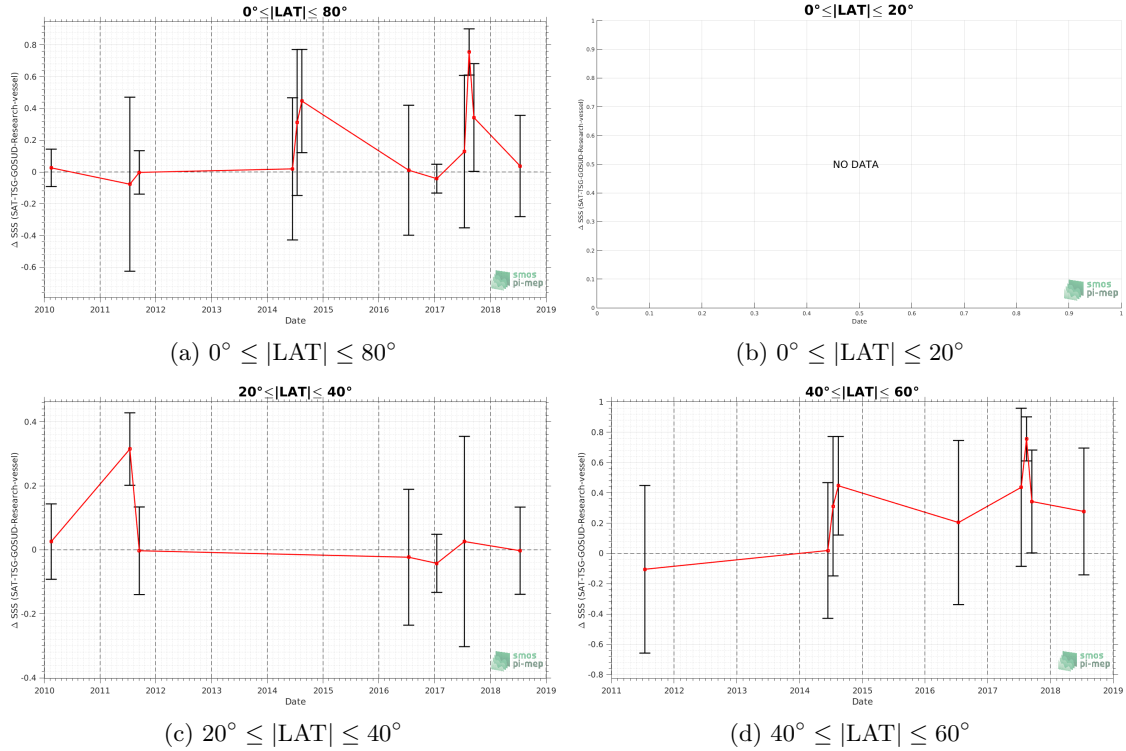 0°≤|LAT|≤ 80°
Δ SSS (SAT-TSG-GOSUD-Research-vessel)
0.8
0.6
0.4
0.2
0
-0.2
-0.4
-0.6
2010 2011 2012 2013 2014 2015 2016 2017 2018 2019
Date
smos
pi-mep
(a) 0° ≤ |LAT| ≤ 80°
0°≤|LAT|≤ 20°
Δ SSS (SAT-TSG-GOSUD-Research-vessel)
1
0.9
0.8
0.7
0.6
0.5
0.4
0.3
0.2
0.1
0
NO DATA
0 0.1 0.2 0.3 0.4 0.5 0.6 0.7 0.8 0.9 1
Date
smos
pi-mep
(b) 0° ≤ |LAT| ≤ 20°
20°≤|LAT|≤ 40°
Δ SSS (SAT-TSG-GOSUD-Research-vessel)
0.4
0.2
0
-0.2
-0.4
2010 2011 2012 2013 2014 2015 2016 2017 2018 2019
Date
smos
pi-mep
(c) 20° ≤ |LAT| ≤ 40°
40°≤|LAT|≤ 60°
Δ SSS (SAT-TSG-GOSUD-Research-vessel)
1
0.8
0.6
0.4
0.2
0
-0.2
-0.4
-0.6
-0.8
2011 2012 2013 2014 2015 2016 2017 2018 2019
Date
smos
pi-mep
(d) 40° ≤ |LAT| ≤ 60°